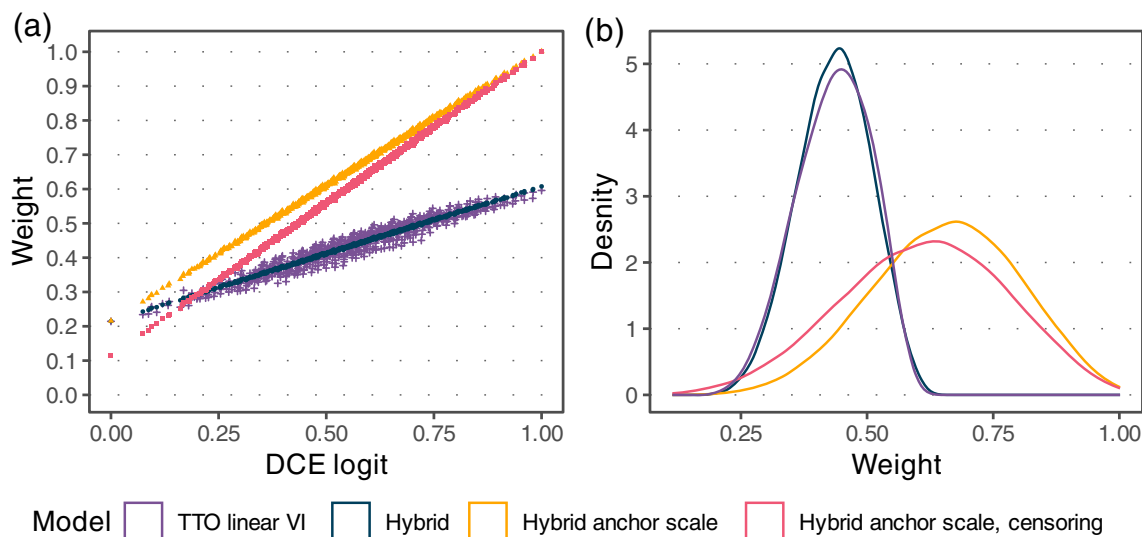 (a)
Weight
1.0
0.9
0.8
0.7
0.6
0.5
0.4
0.3
0.2
0.1
0.0
0.00 0.25 0.50 0.75 1.00
DCE logit
(b)
Desnity
5
4
3
2
1
0
0.25 0.50 0.75 1.00
Weight
Model TTO linear VI Hybrid Hybrid anchor scale Hybrid anchor scale, censoring